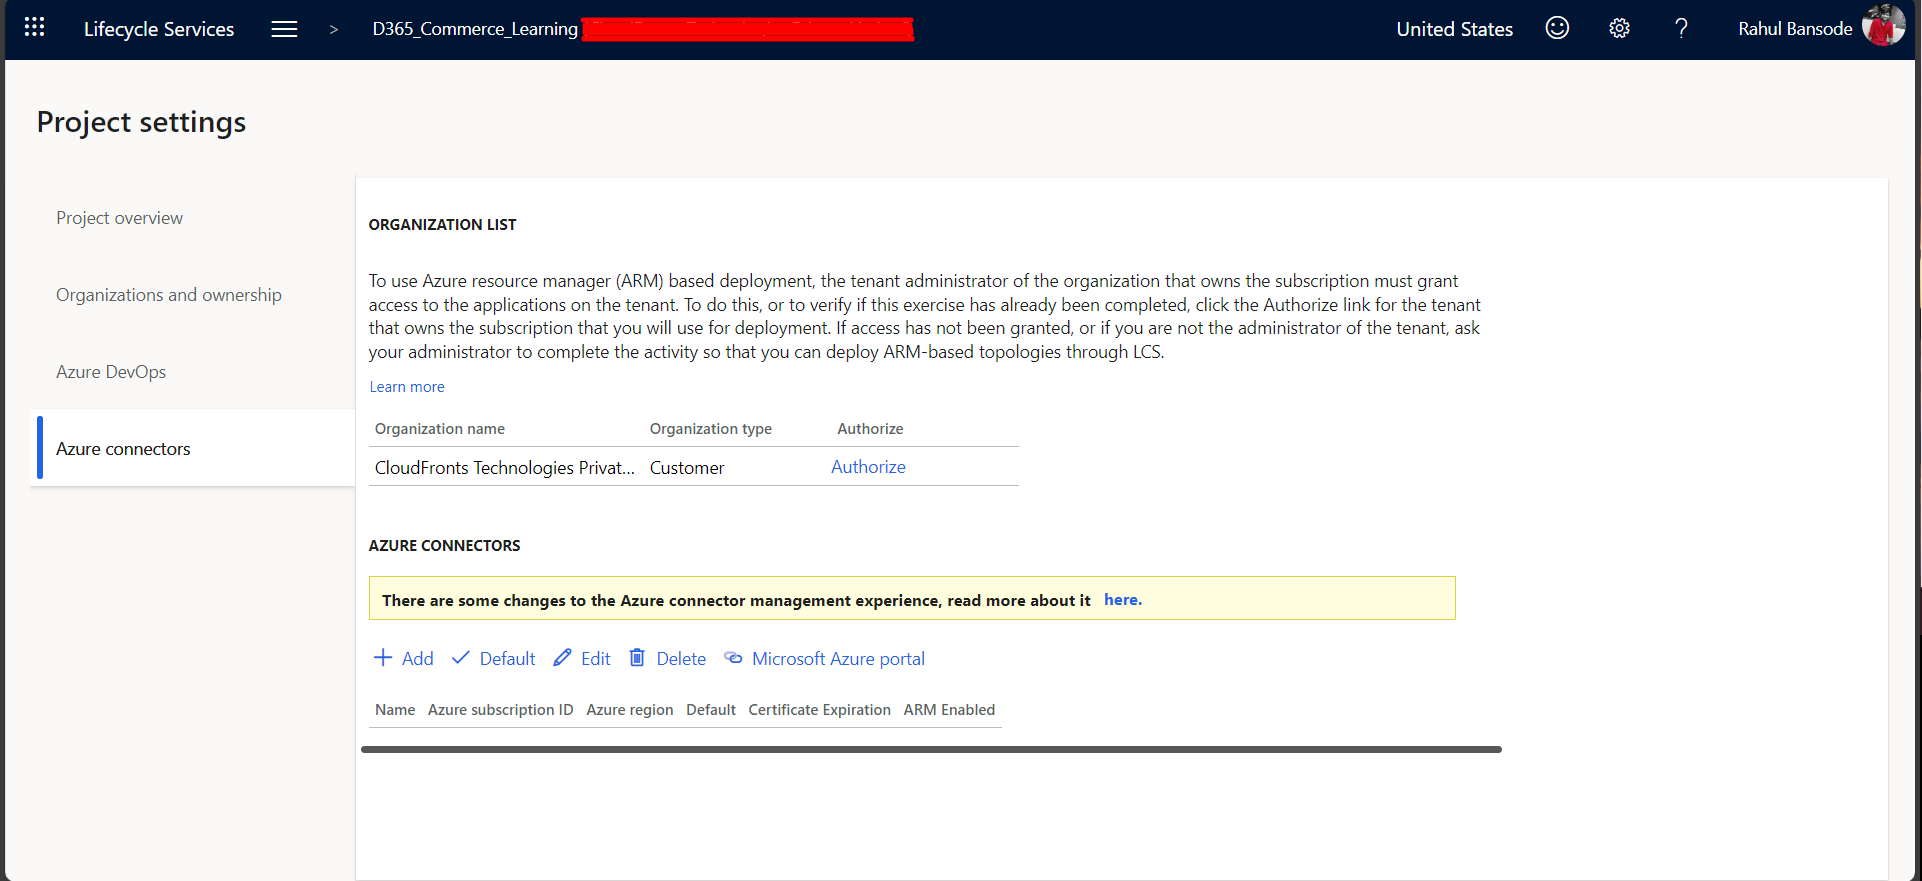 Lifecycle Services > D365_Commerce_Learning United States ? Rahul Bansode
Project settings
Project overview
Organizations and ownership
Azure DevOps
Azure connectors
ORGANIZATION LIST
To use Azure resource manager (ARM) based deployment, the tenant administrator of the organization that owns the subscription must grant
access to the applications on the tenant. To do this, or to verify if this exercise has already been completed, click the Authorize link for the tenant
that owns the subscription that you will use for deployment. If access has not been granted, or if you are not the administrator of the tenant, ask
your administrator to complete the activity so that you can deploy ARM-based topologies through LCS.
Learn more
Organization name Organization type Authorize
CloudFronts Technologies Privat... Customer Authorize
AZURE CONNECTORS
There are some changes to the Azure connector management experience, read more about it here.
Add Default Edit Delete Microsoft Azure portal
Name Azure subscription ID Azure region Default Certificate Expiration ARM Enabled